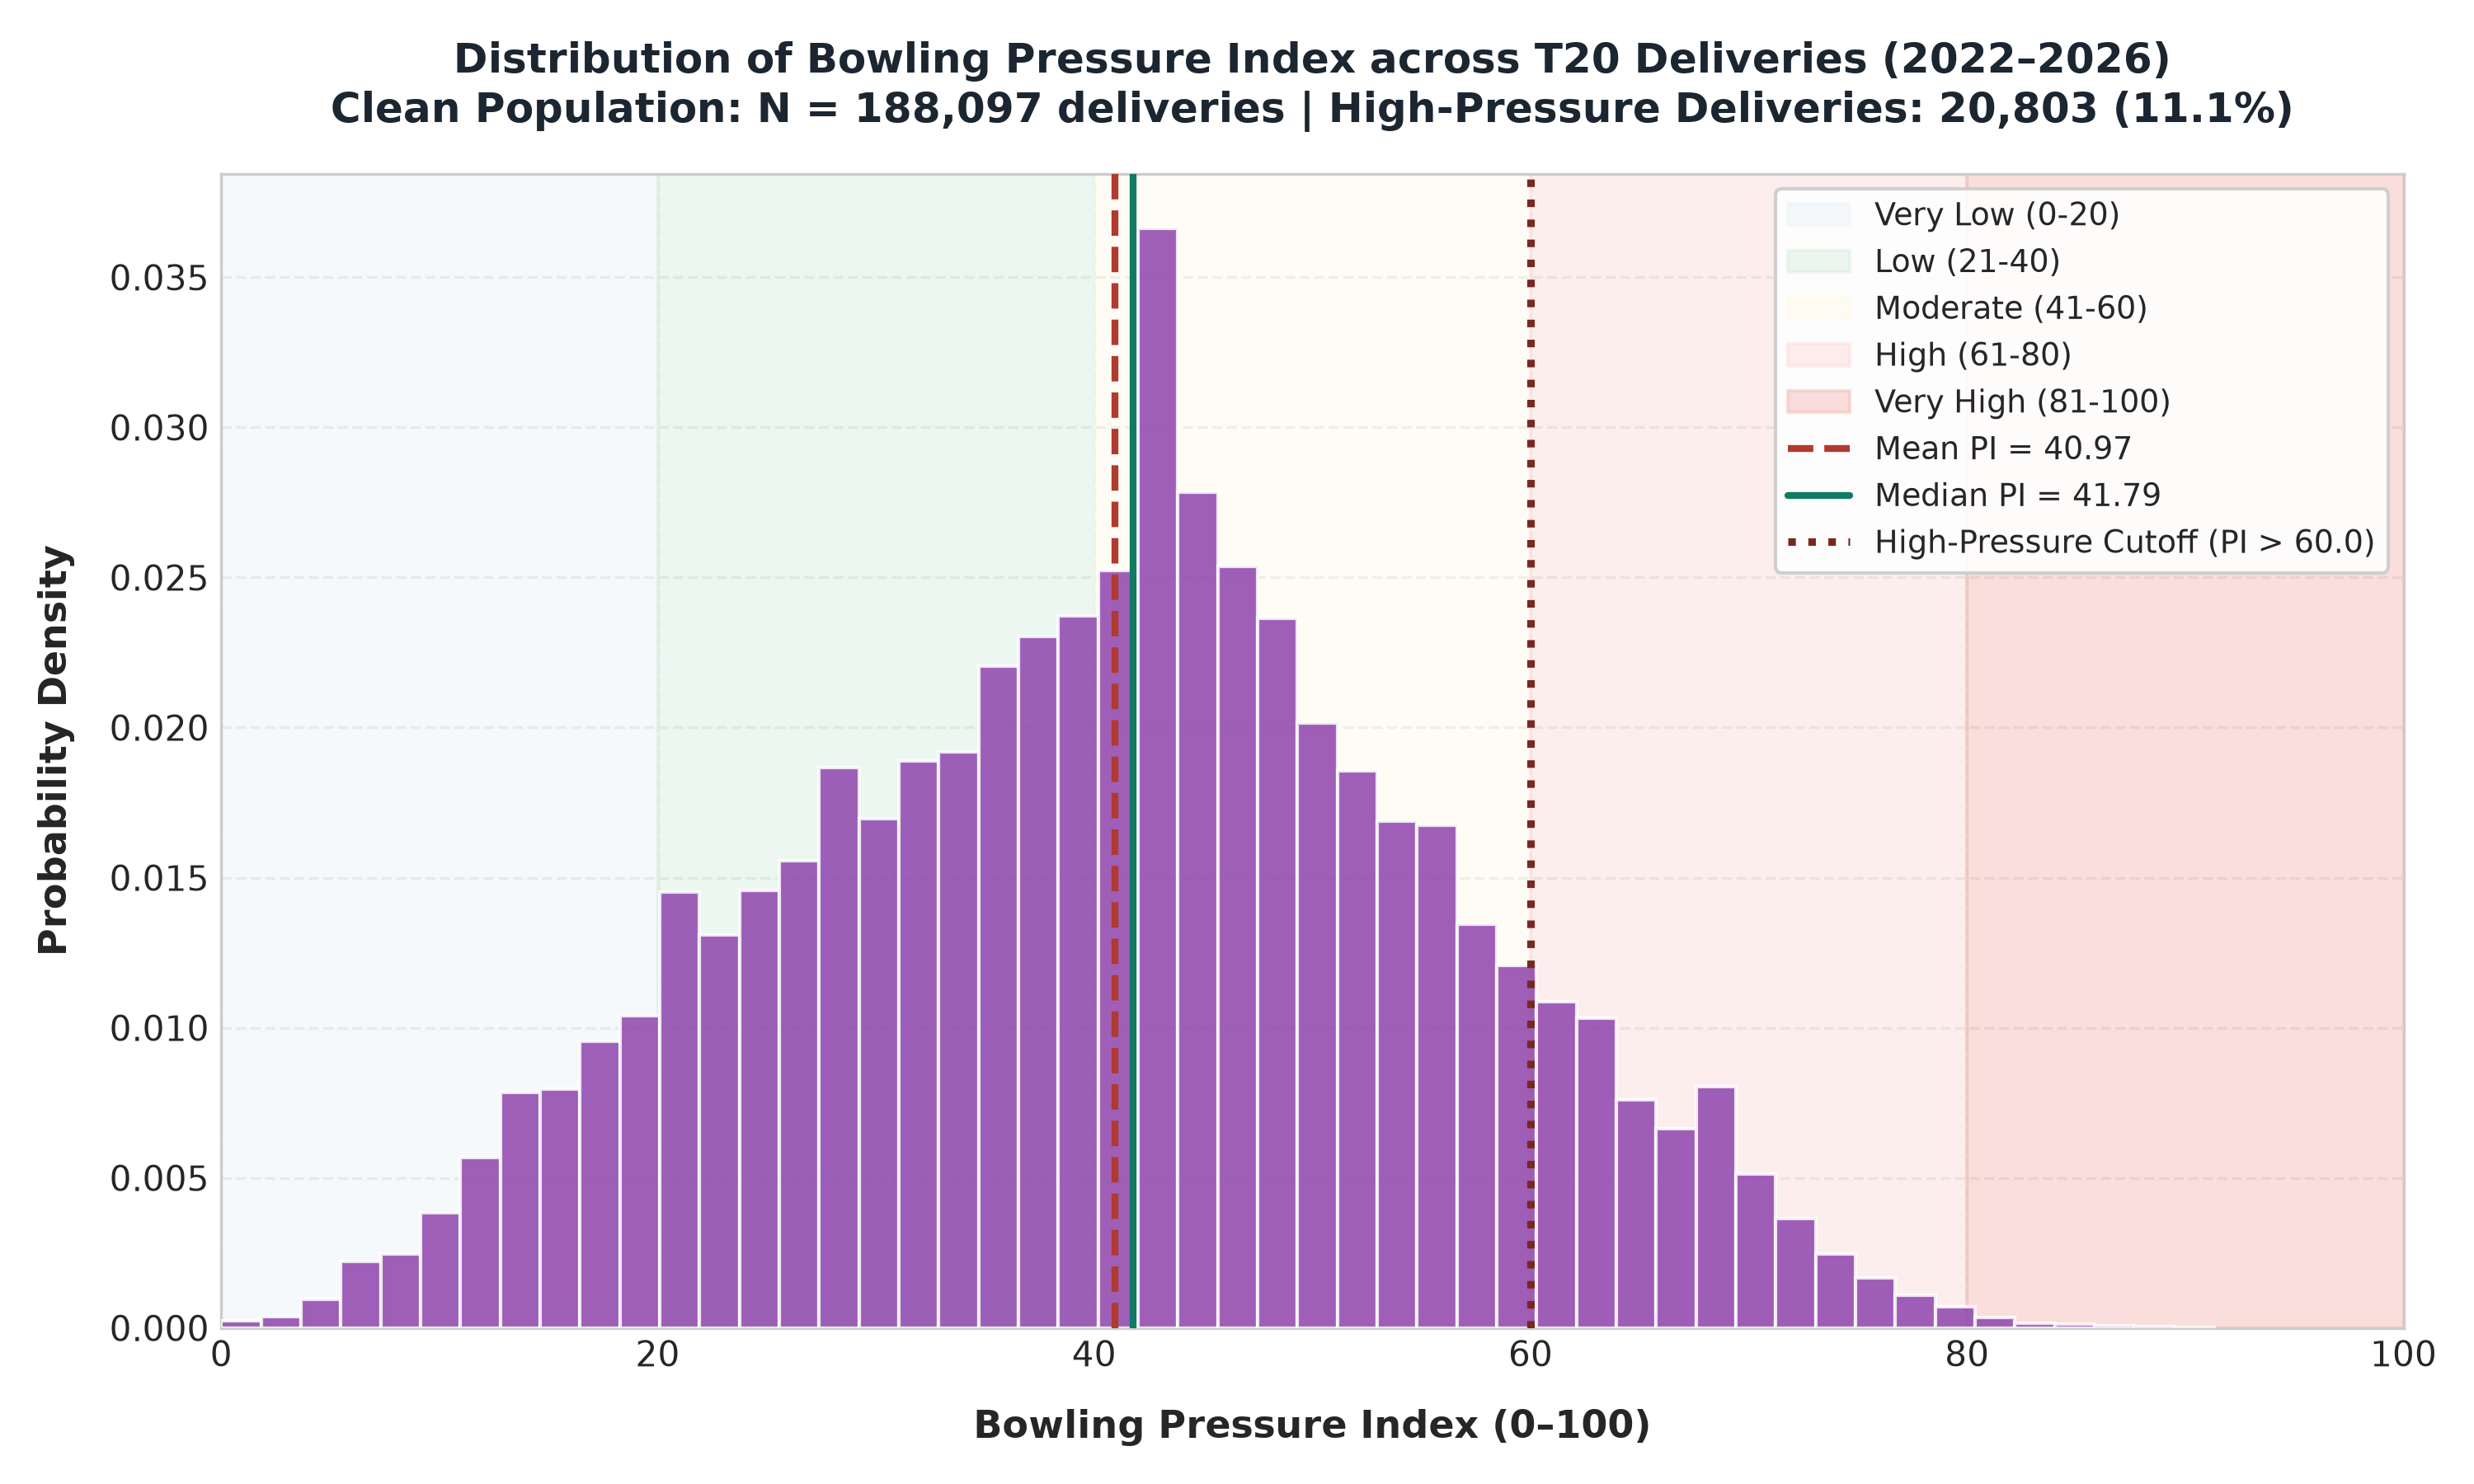 Distribution of Bowling Pressure Index across T20 Deliveries (2022–2026)
Clean Population: N = 188,097 deliveries | High-Pressure Deliveries: 20,803 (11.1%)
Very Low (0-20)
Low (21-40)
Moderate (41-60)
High (61-80)
Very High (81-100)
Mean PI = 40.97
Median PI = 41.79
High-Pressure Cutoff (PI > 60.0)
Probability Density
0.035
0.030
0.025
0.020
0.015
0.010
0.005
0.000
0 20 40 60 80 100
Bowling Pressure Index (0–100)